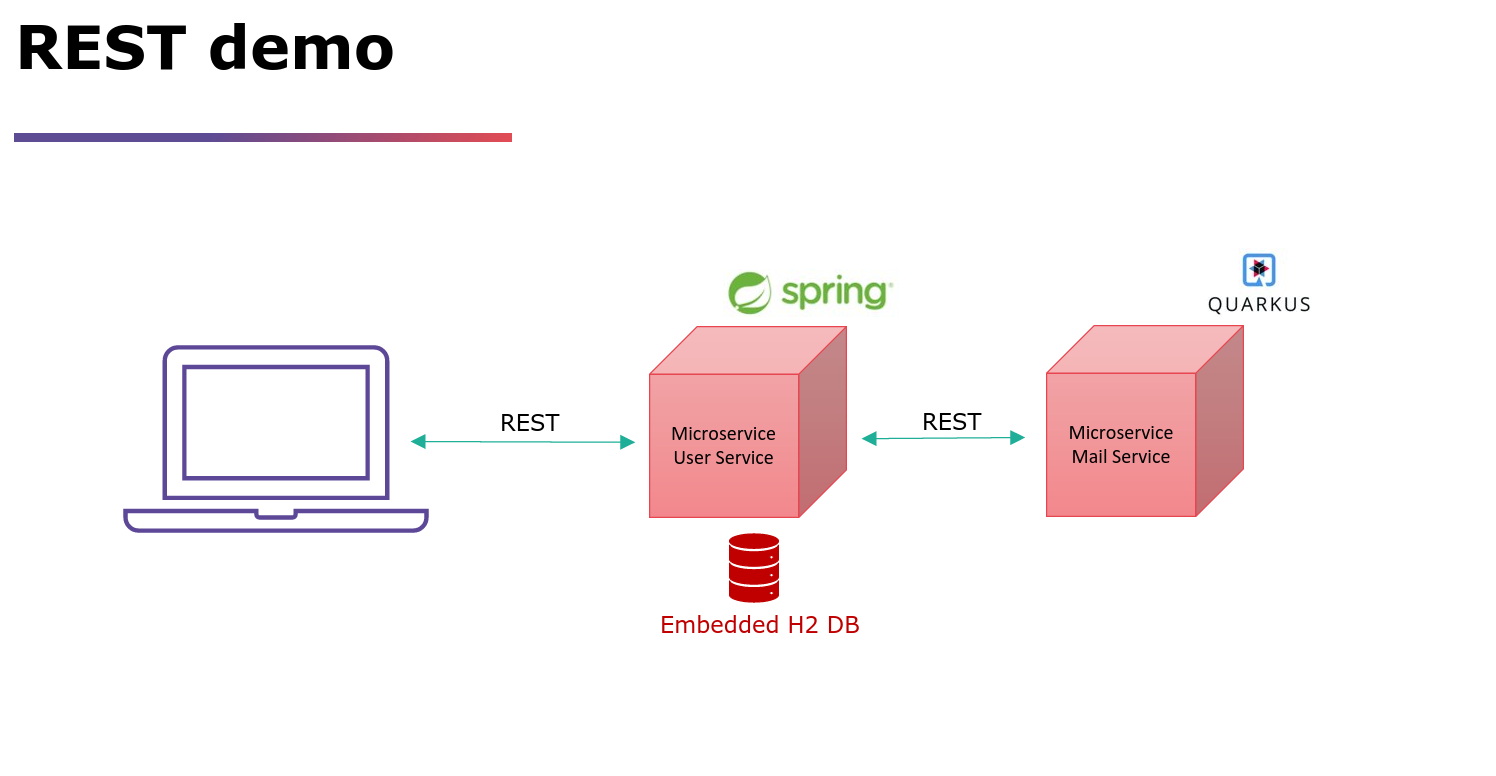 REST demo
spring
QUARKUS
REST
Microservice
User Service
REST
Microservice
Mail Service
Embedded H2 DB